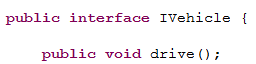 public interface IVehicle {
public void drive();